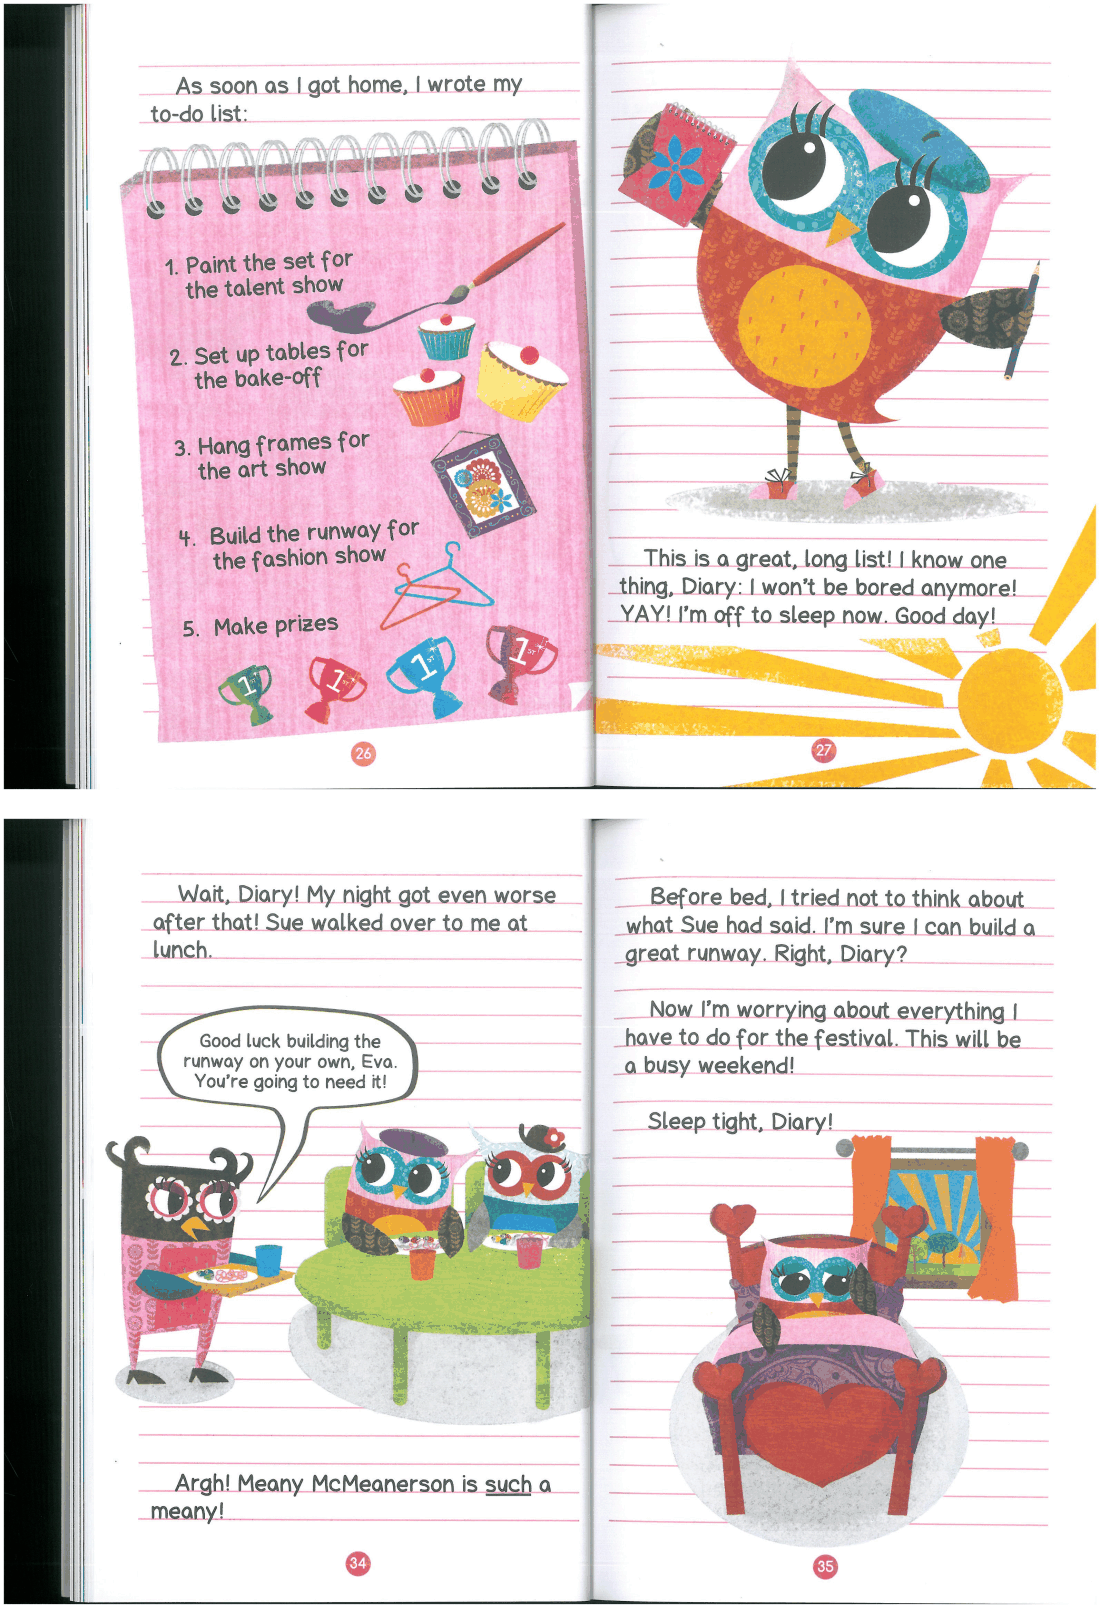 As soon as I got home, I wrote my
to-do list:
1. Paint the set for
the talent show
2. Set up tables for
the bake-off
3. Hang frames for
the art show
4. Build the runway for
the fashion show
5. Make prizes
1ST
1ST
1ST
1ST
26
This is a great, long list! I know one
thing, Diary: I won't be bored anymore!
YAY! I'm off to sleep now. Good day!
27
Wait, Diary! My night got even worse
after that! Sue walked over to me at
lunch.
Good luck building the
runway on your own, Eva.
You're going to need it!
Argh! Meany McMeanerson is such a
meany!
34
Before bed, I tried not to think about
what Sue had said. I'm sure I can build a
great runway. Right, Diary?
Now I'm worrying about everything I
have to do for the festival. This will be
a busy weekend!
Sleep tight, Diary!
35